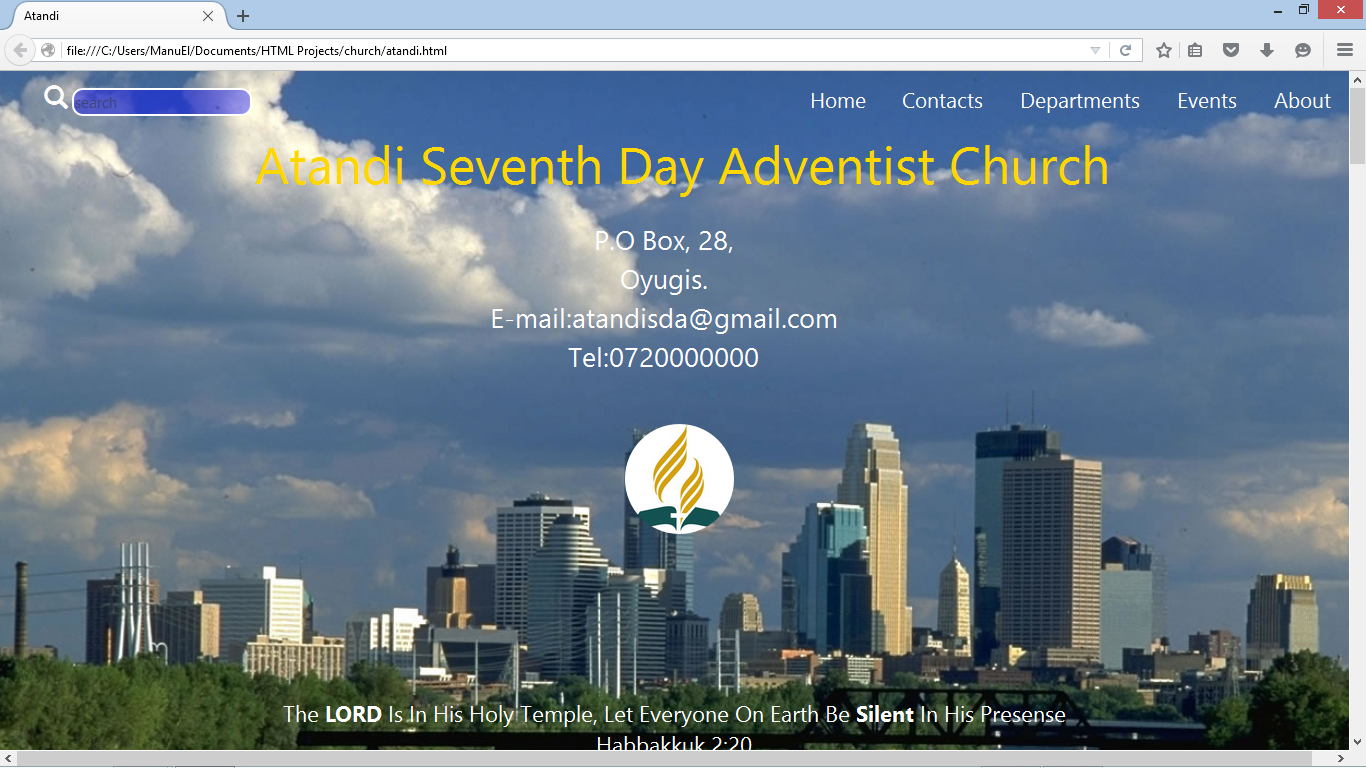 Atandi
file:///C:/Users/ManuEl/Documents/HTML Projects/church/atandi.html
search
Home Contacts Departments Events About
Atandi Seventh Day Adventist Church
P.O Box, 28,
Oyugis.
E-mail:atandisda@gmail.com
Tel:0720000000
The LORD Is In His Holy Temple, Let Everyone On Earth Be Silent In His Presense
Habbakkuk 2:20